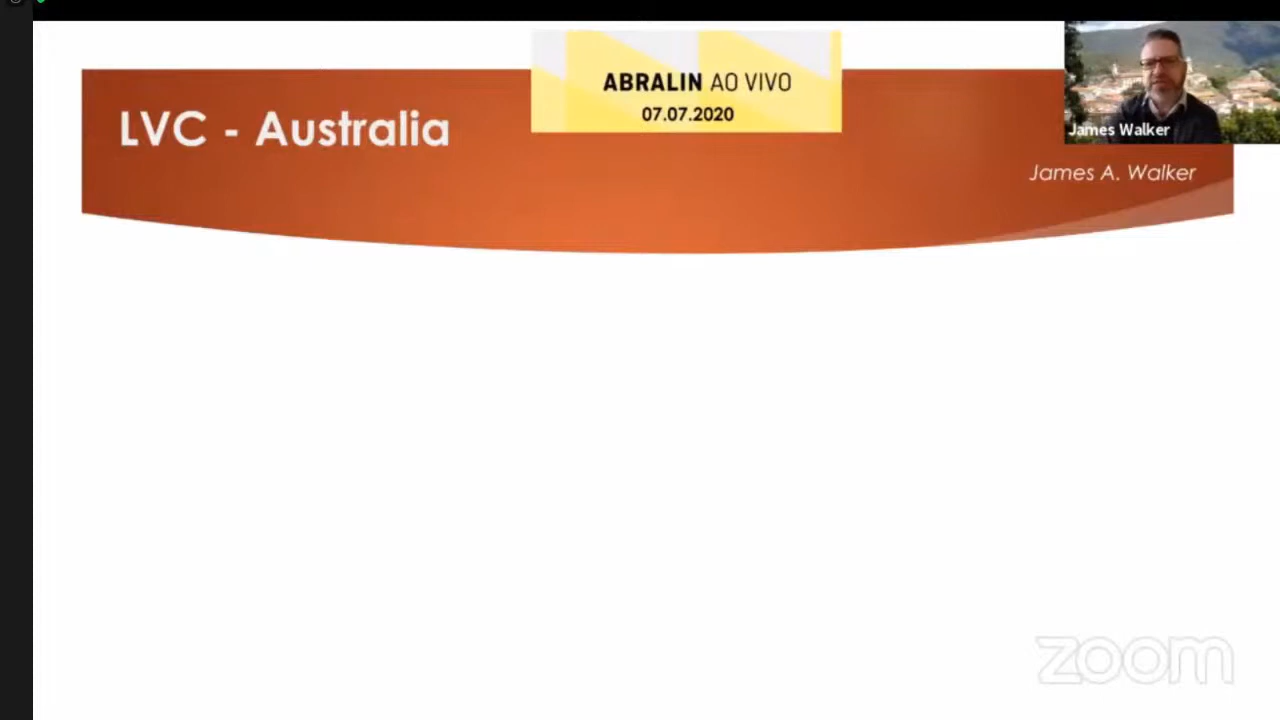 ABRALIN AO VIVO
07.07.2020
LVC - Australia
James Walker
James A. Walker
zoom